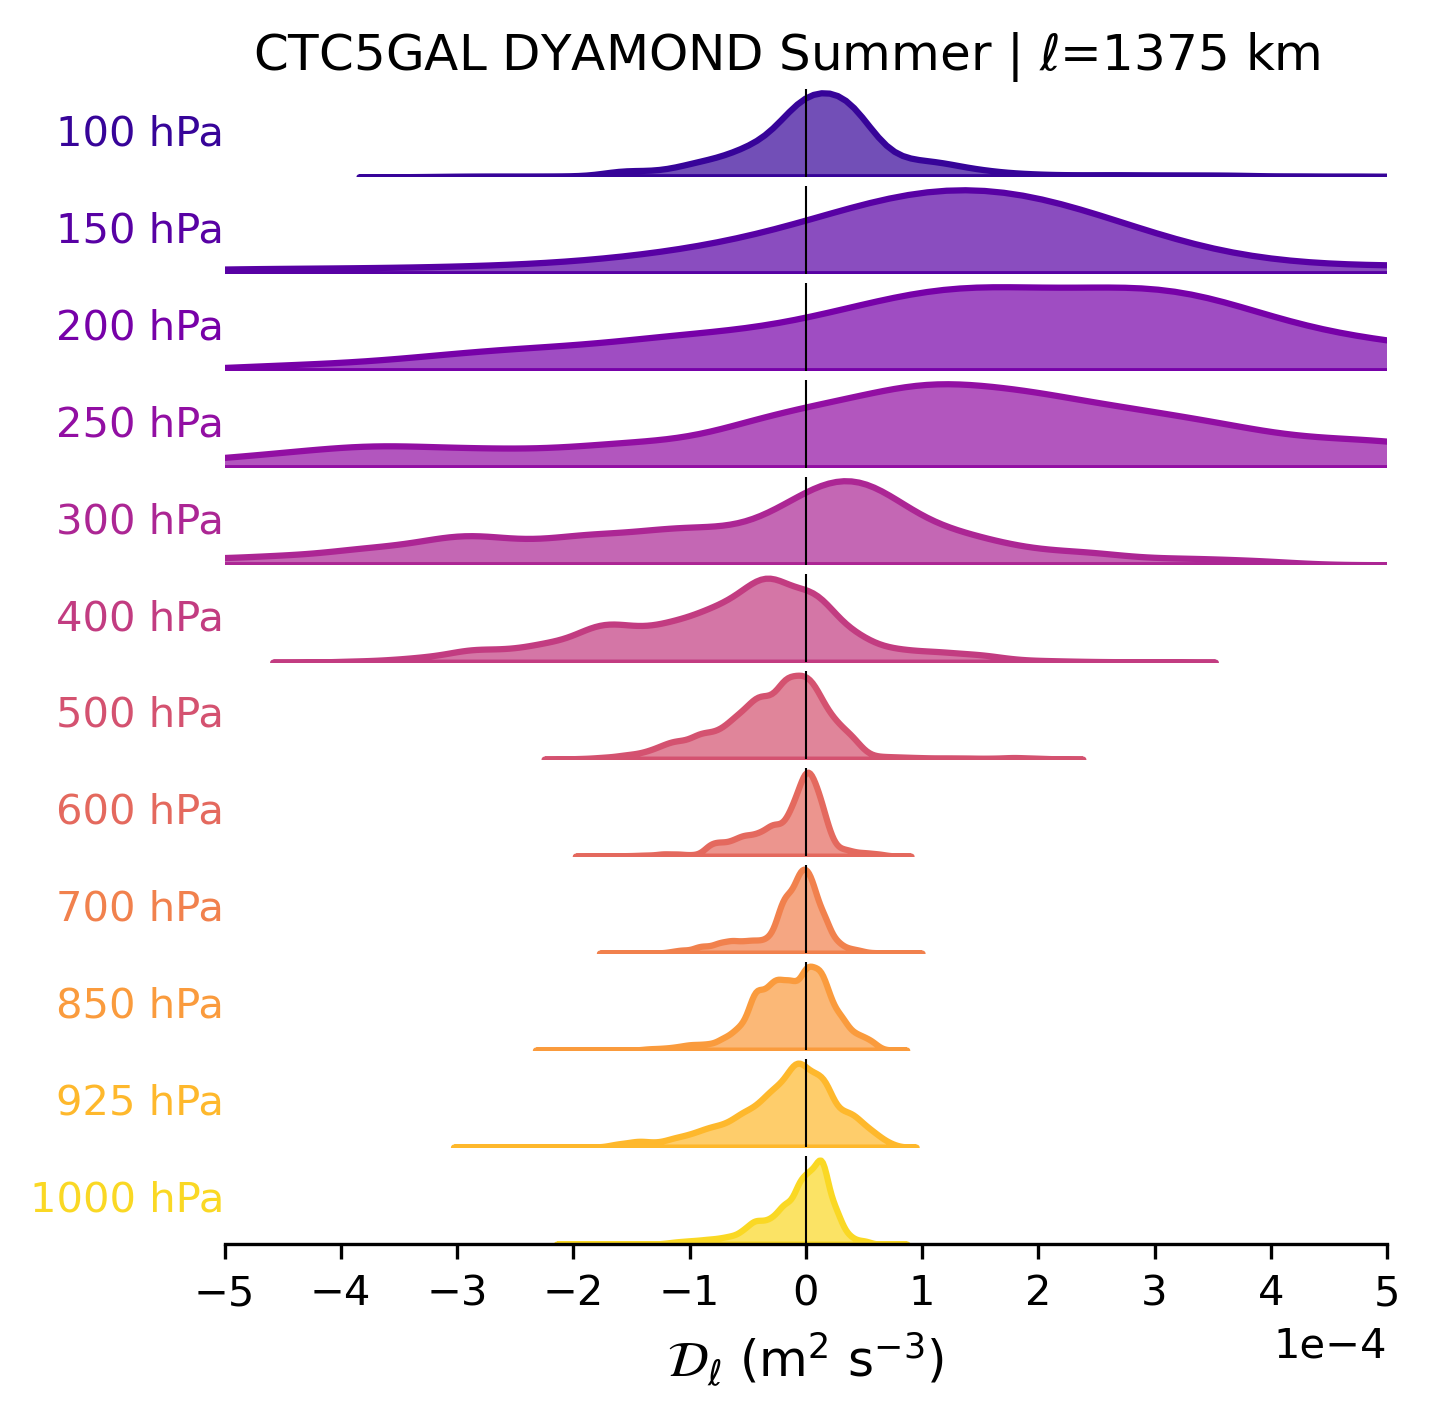 CTC5GAL DYAMOND Summer | ℓ=1375 km
100 hPa
150 hPa
200 hPa
250 hPa
300 hPa
400 hPa
500 hPa
600 hPa
700 hPa
850 hPa
925 hPa
1000 hPa
−5 −4 −3 −2 −1 0 1 2 3 4 5
1e−4
𝒟ℓ (m² s⁻³)